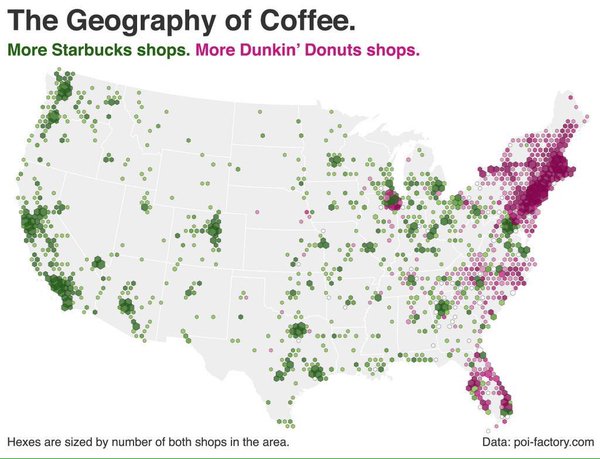 The Geography of Coffee.
More Starbucks shops. More Dunkin’ Donuts shops.
Hexes are sized by number of both shops in the area. Data: poi-factory.com